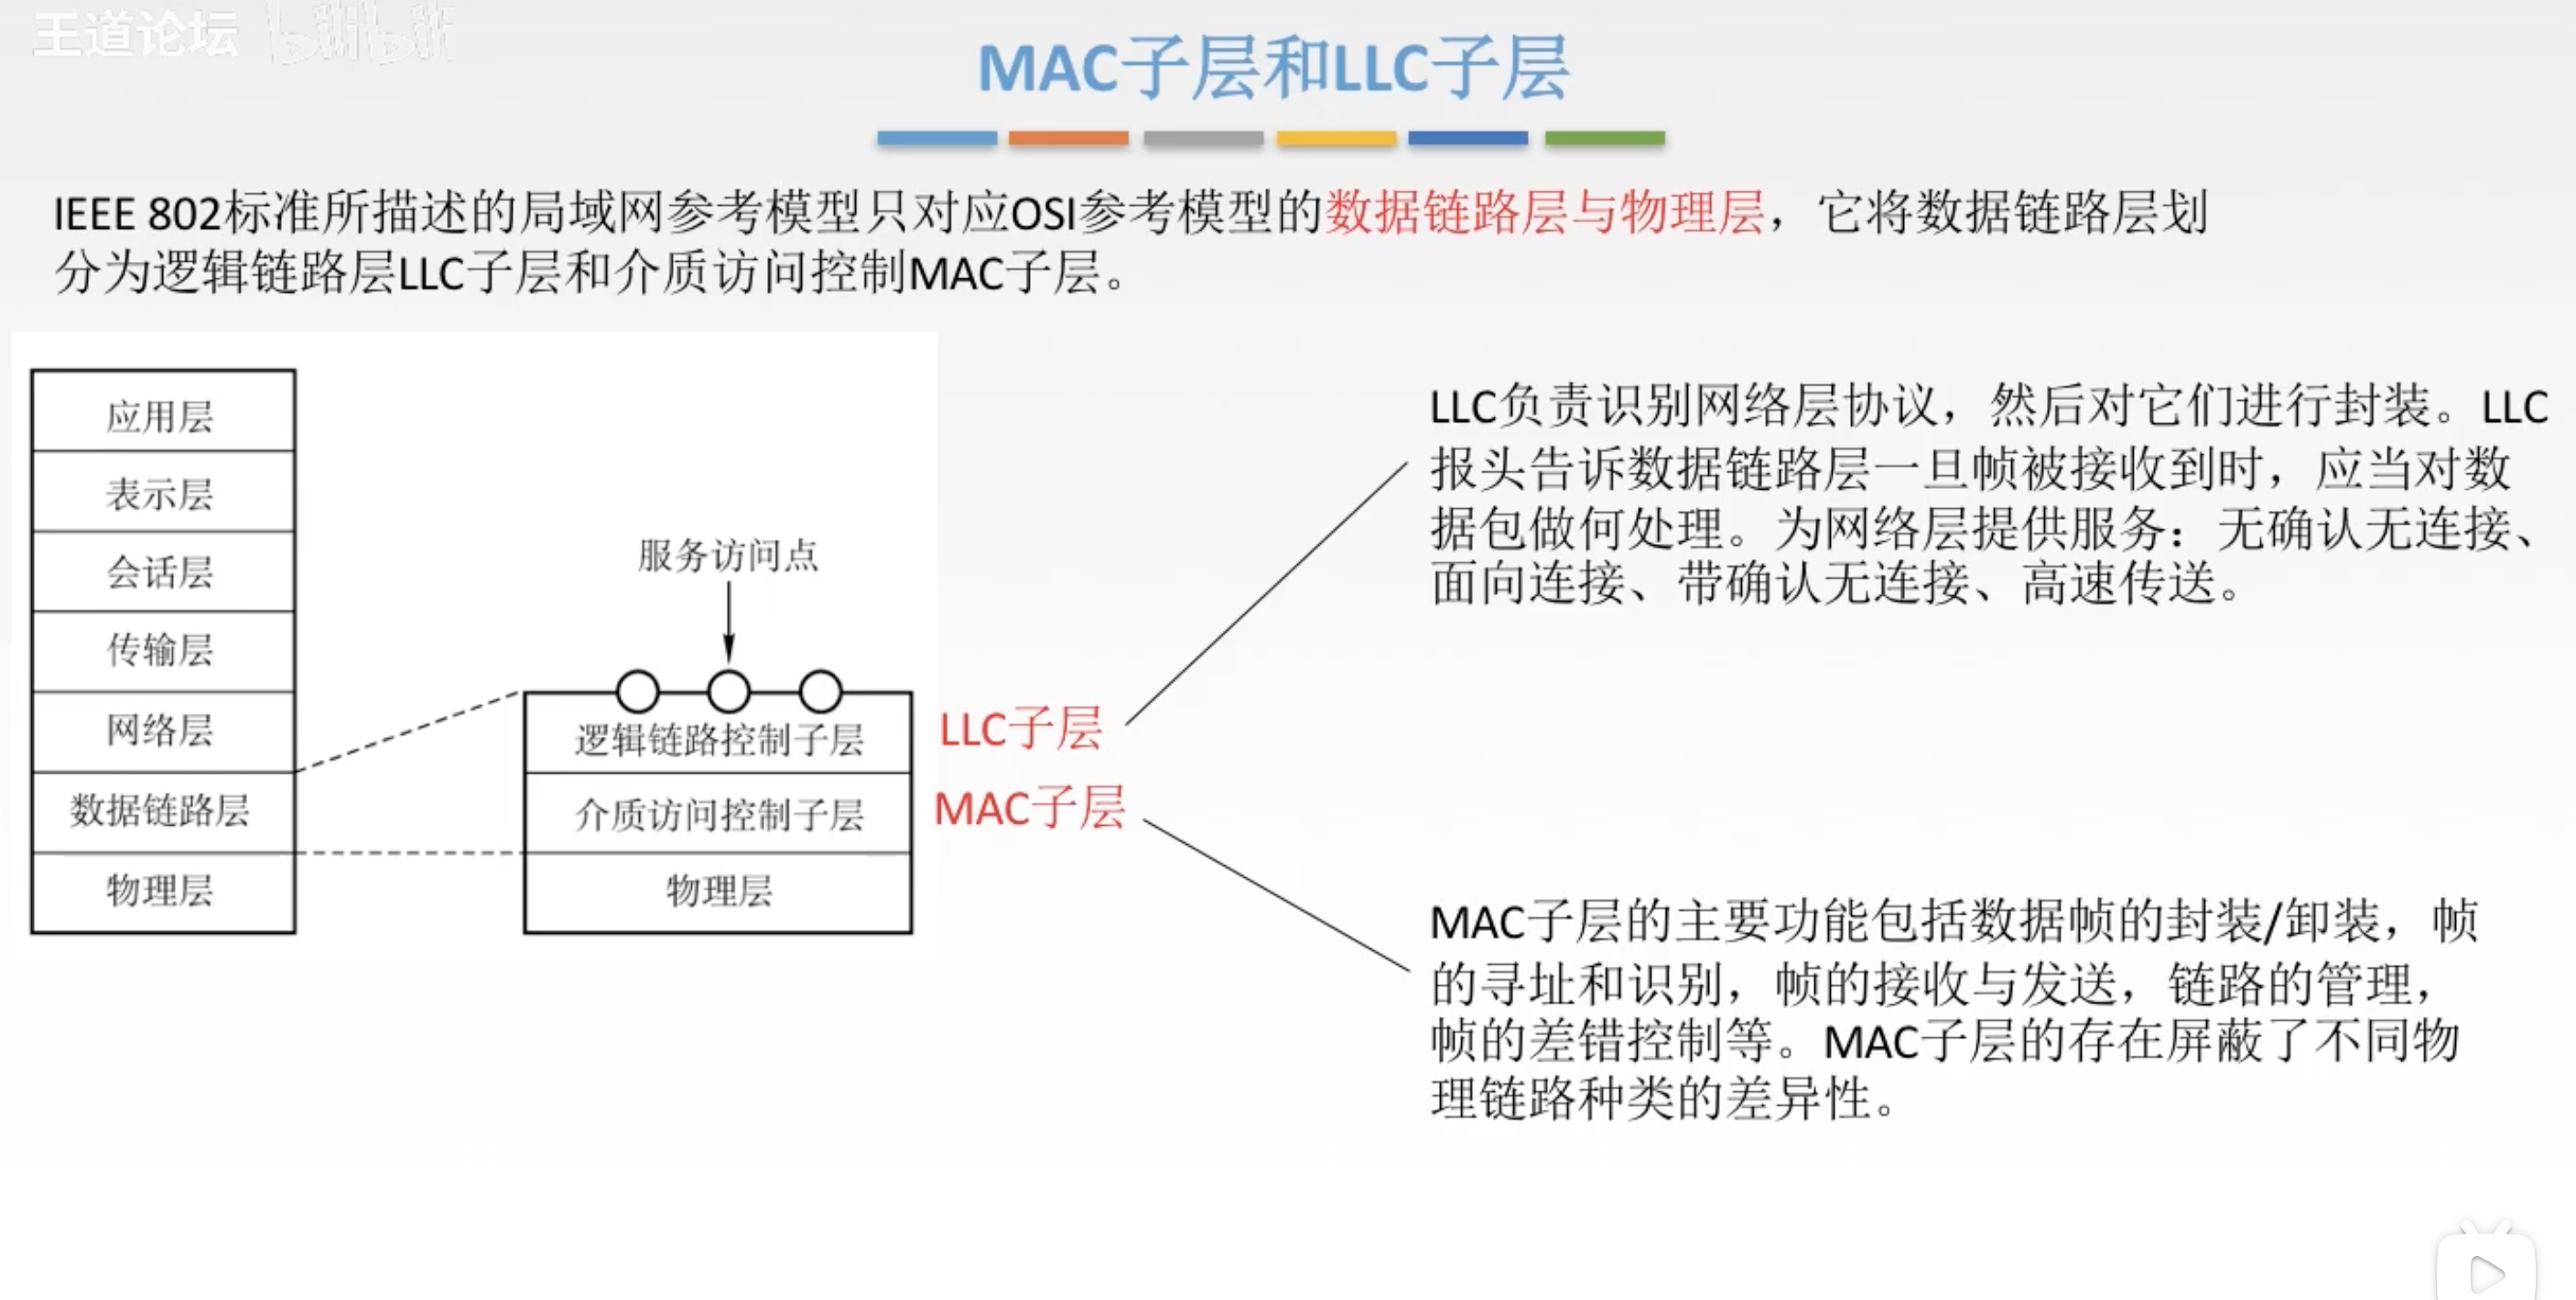 王道论坛 bilibili
MAC子层和LLC子层
IEEE 802标准所描述的局域网参考模型只对应OSI参考模型的数据链路层与物理层，它将数据链路层划
分为逻辑链路层LLC子层和介质访问控制MAC子层。
应用层
表示层
会话层
传输层
网络层
数据链路层
物理层
服务访问点
逻辑链路控制子层
介质访问控制子层
物理层
LLC子层
MAC子层
LLC负责识别网络层协议，然后对它们进行封装。LLC
报头告诉数据链路层一旦帧被接收到时，应当对数
据包做何处理。为网络层提供服务：无确认无连接、
面向连接、带确认无连接、高速传送。
MAC子层的主要功能包括数据帧的封装/卸装，帧
的寻址和识别，帧的接收与发送，链路的管理，
帧的差错控制等。MAC子层的存在屏蔽了不同物
理链路种类的差异性。